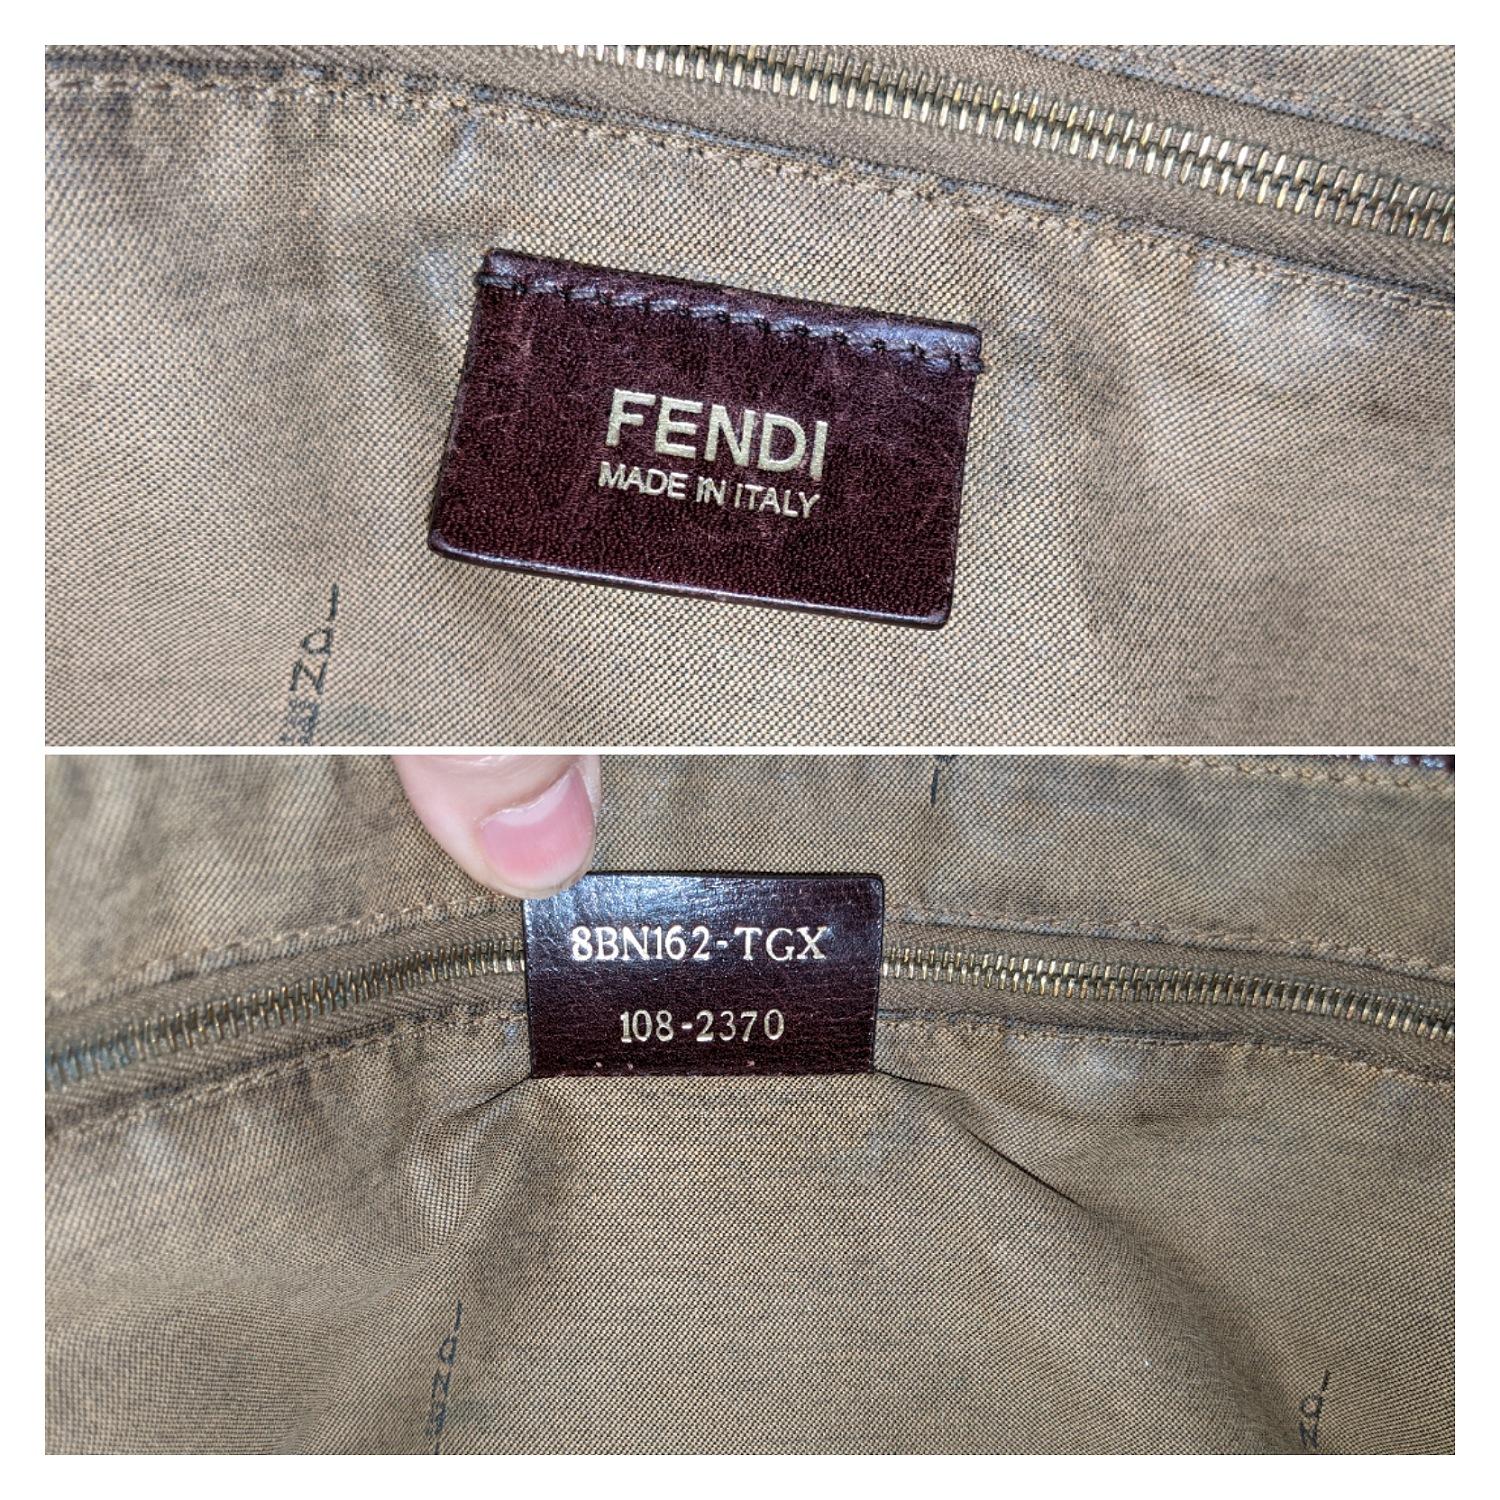 FENDI
MADE IN ITALY
8BN162-TGX
108-2370